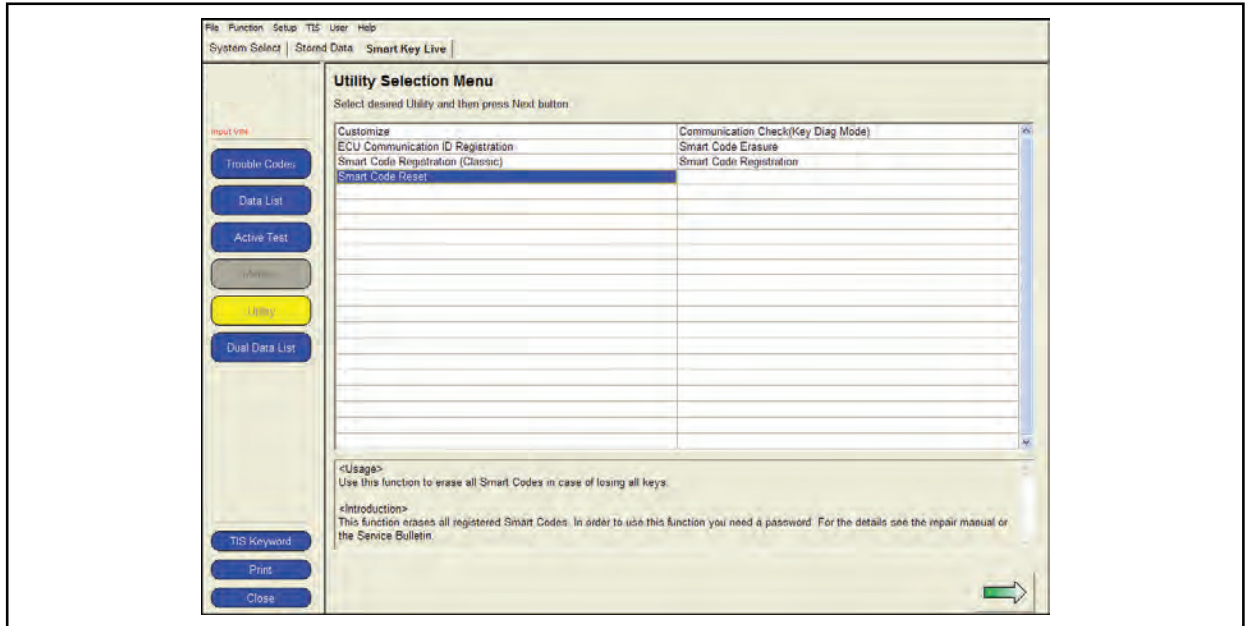 File Function Setup TIS User Help
System Select Stored Data Smart Key Live
Utility Selection Menu
Select desired Utility and then press Next button.
Input VIN
Customize Communication Check(Key Diag Mode)
ECU Communication ID Registration Smart Code Erasure
Trouble Codes
Smart Code Registration (Classic) Smart Code Registration
Smart Code Reset
Data List
Active Test
Utility
Dual Data List
<Usage>
Use this function to erase all Smart Codes in case of losing all keys.
<Introduction>
This function erases all registered Smart Codes. In order to use this function you need a password. For the details see the repair manual or
the Service Bulletin.
TIS Keyword
Print
Close